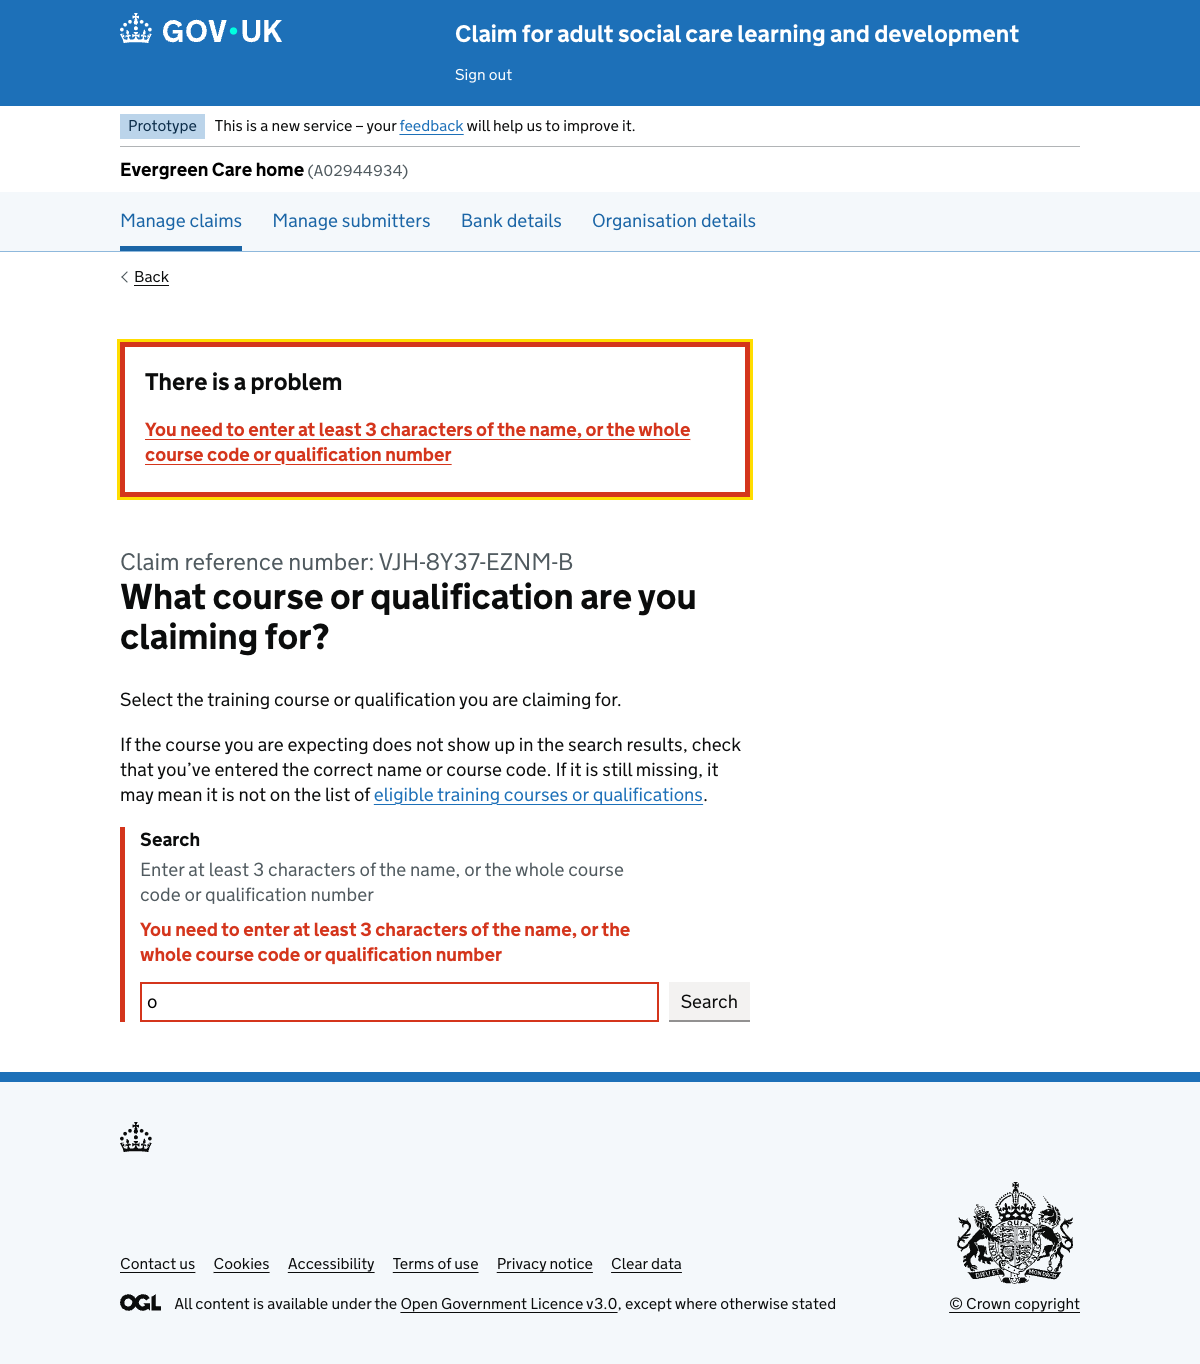 GOV•UK
Claim for adult social care learning and development
Sign out
Prototype This is a new service – your feedback will help us to improve it.
Evergreen Care home (A02944934)
Manage claims Manage submitters Bank details Organisation details
Back
There is a problem
You need to enter at least 3 characters of the name, or the whole
course code or qualification number
Claim reference number: VJH-8Y37-EZNM-B
What course or qualification are you
claiming for?
Select the training course or qualification you are claiming for.
If the course you are expecting does not show up in the search results, check
that you’ve entered the correct name or course code. If it is still missing, it
may mean it is not on the list of eligible training courses or qualifications.
Search
Enter at least 3 characters of the name, or the whole course
code or qualification number
You need to enter at least 3 characters of the name, or the
whole course code or qualification number
o Search
Contact us Cookies Accessibility Terms of use Privacy notice Clear data
OGL All content is available under the Open Government Licence v3.0, except where otherwise stated
© Crown copyright